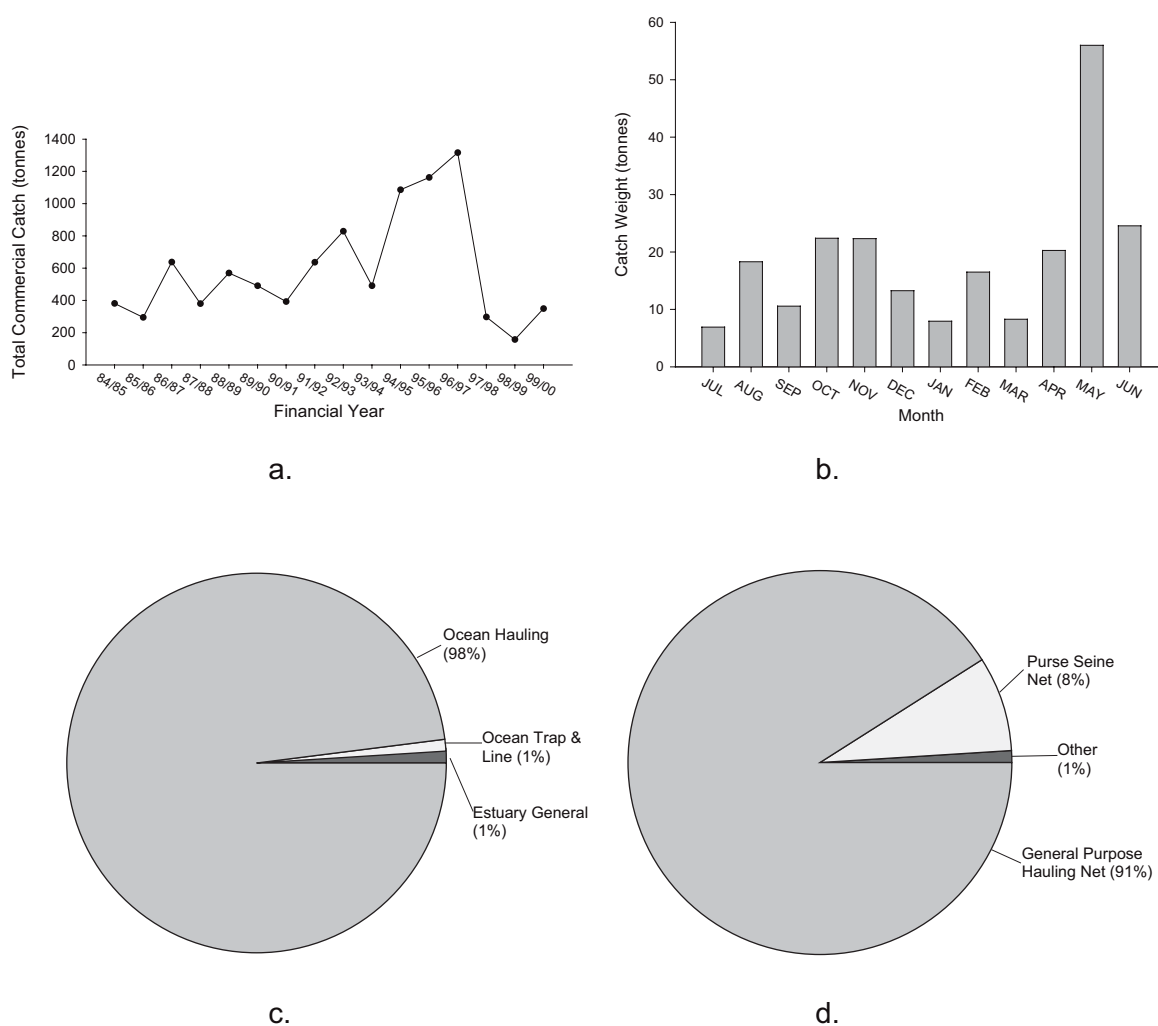 Total Commercial Catch (tonnes)
1400
1200
1000
800
600
400
200
0
84/85
85/86
86/87
87/88
88/89
89/90
90/91
91/92
92/93
93/94
94/95
95/96
96/97
97/98
98/99
99/00
Financial Year
a.
Catch Weight (tonnes)
60
50
40
30
20
10
0
JUL
AUG
SEP
OCT
NOV
DEC
JAN
FEB
MAR
APR
MAY
JUN
Month
b.
Ocean Hauling
(98%)
Ocean Trap &
Line (1%)
Estuary General
(1%)
c.
Purse Seine
Net (8%)
Other
(1%)
General Purpose
Hauling Net (91%)
d.